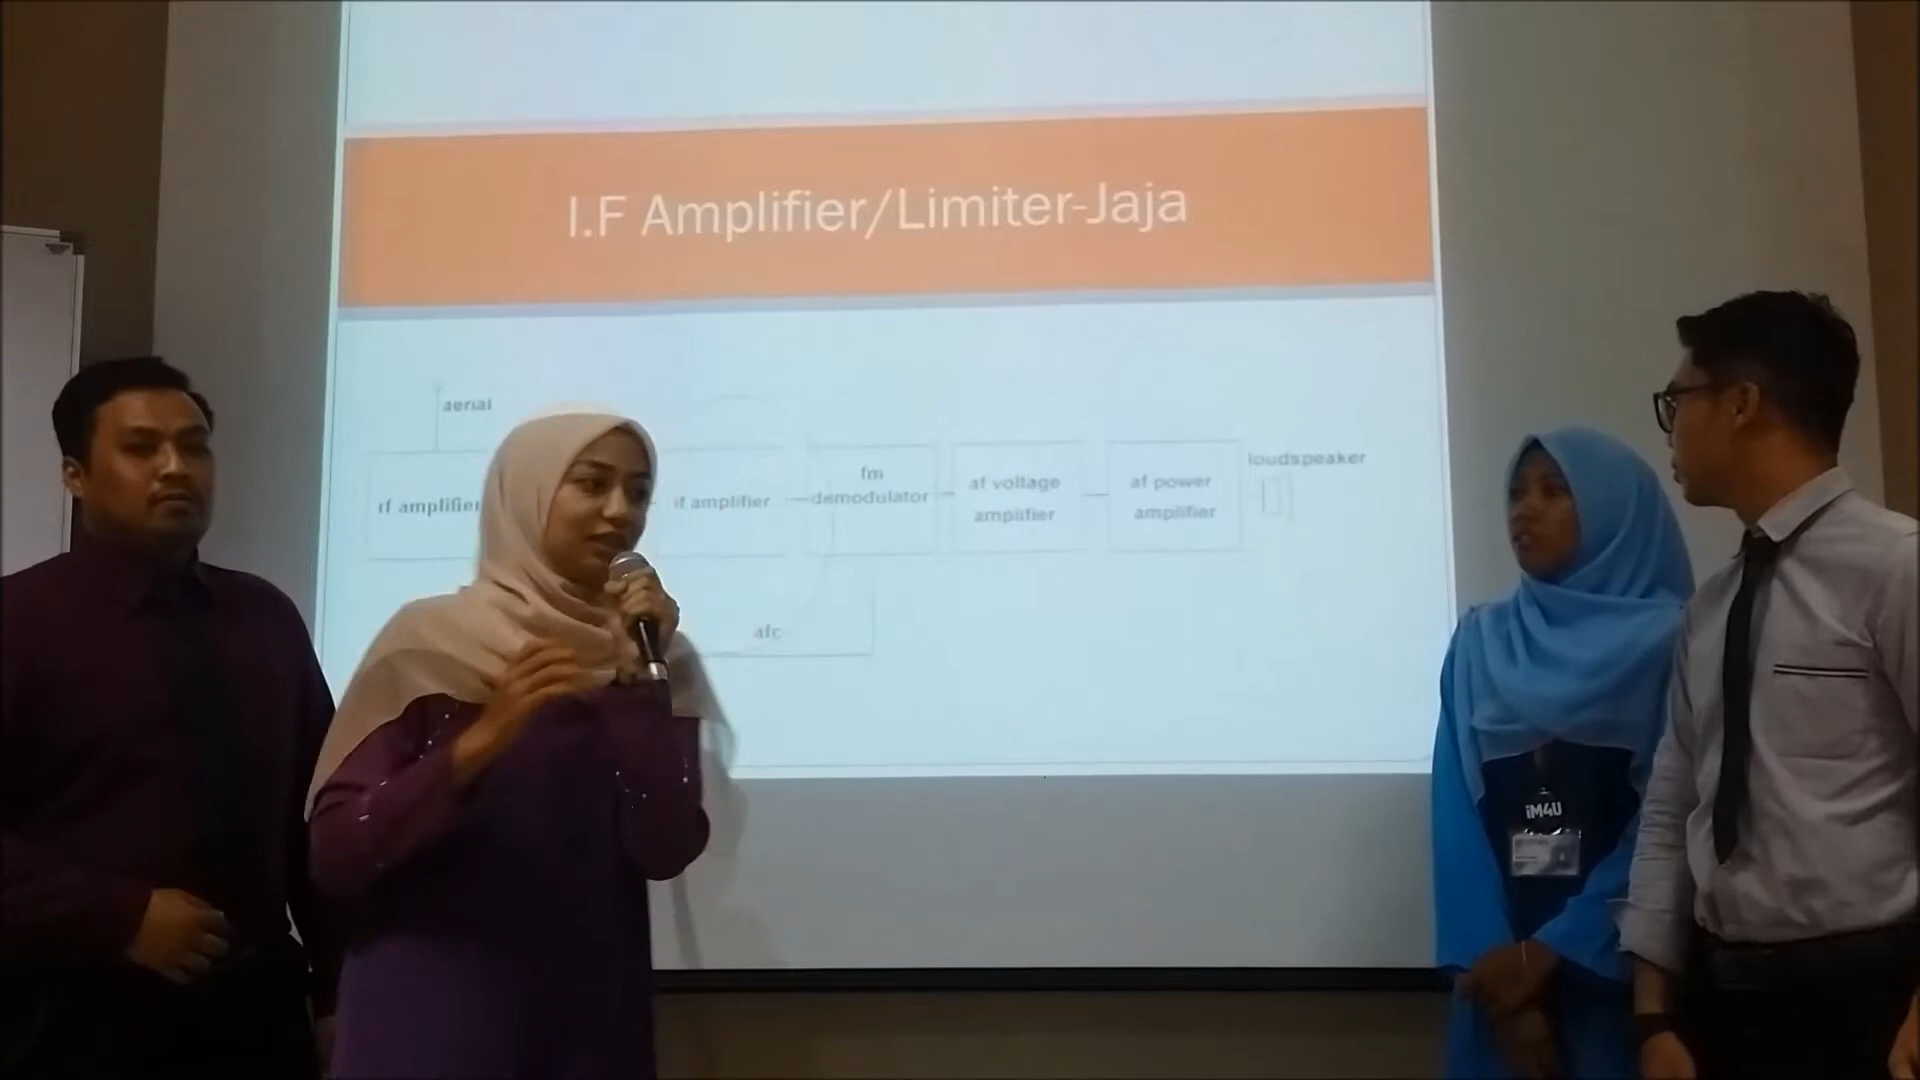 I.F Amplifier/Limiter-Jaja
aerial
rf amplifier
if amplifier
fm
demodulator
af voltage
amplifier
af power
amplifier
loudspeaker
afc
iM4U